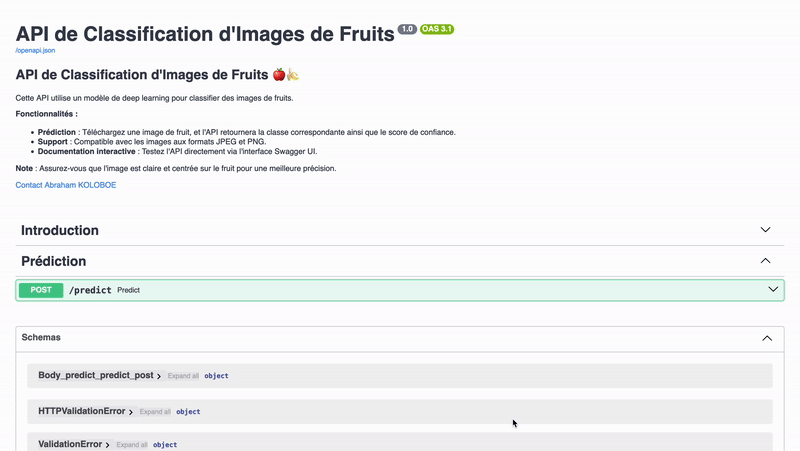 API de Classification d'Images de Fruits 1.0 OAS 3.1
/openapi.json
API de Classification d'Images de Fruits 🍎🍌
Cette API utilise un modèle de deep learning pour classifier des images de fruits.
Fonctionnalités :
• Prédiction : Téléchargez une image de fruit, et l'API retournera la classe correspondante ainsi que le score de confiance.
• Support : Compatible avec les images aux formats JPEG et PNG.
• Documentation interactive : Testez l'API directement via l'interface Swagger UI.
Note : Assurez-vous que l'image est claire et centrée sur le fruit pour une meilleure précision.
Contact Abraham KOLOBOE
Introduction
Prédiction
POST /predict Predict
Schemas
Body_predict_predict_post Expand all object
HTTPValidationError Expand all object
ValidationError Expand all object